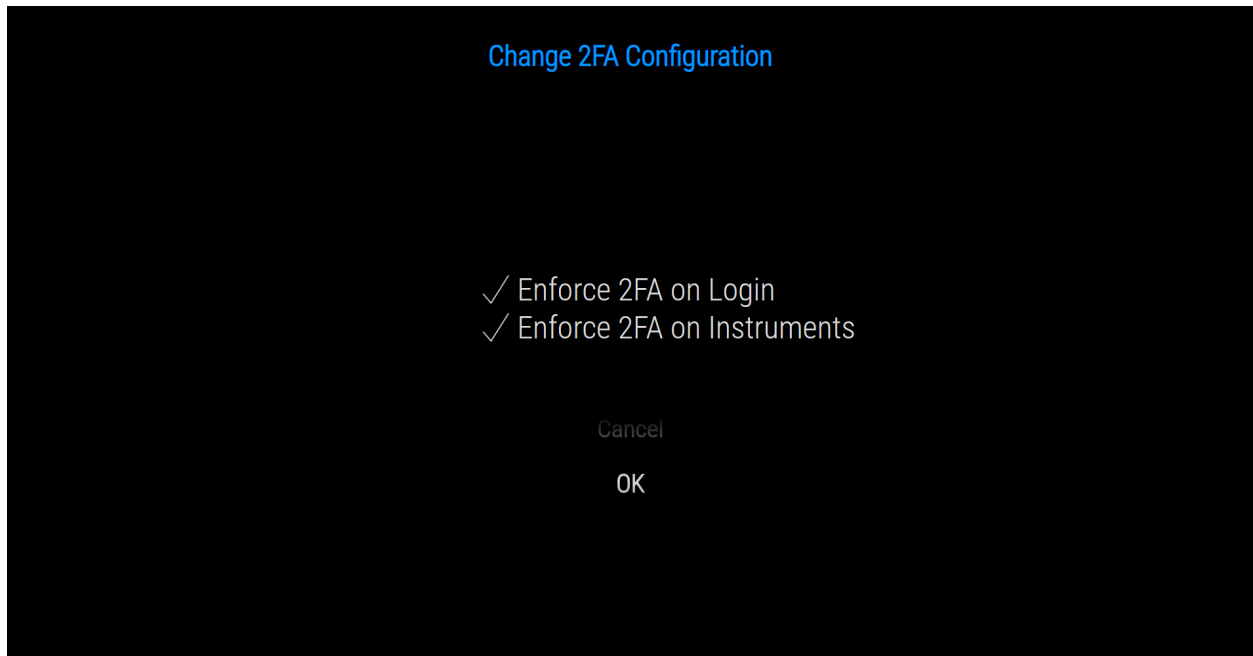 Change 2FA Configuration
Enforce 2FA on Login
Enforce 2FA on Instruments
Cancel
OK